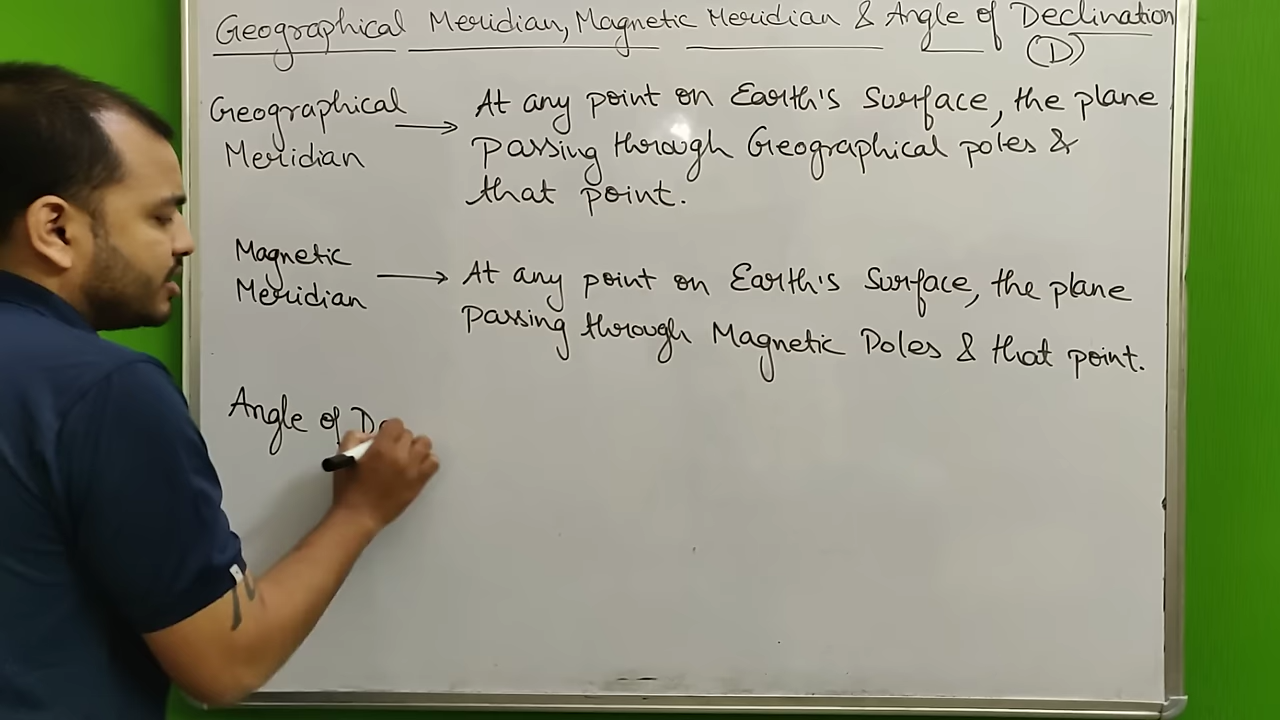 Geographical Meridian, Magnetic Meridian & Angle of Declination
(D)
Geographical
Meridian
At any point on Earth's Surface, the plane
passing through Geographical poles &
that point.
Magnetic
Meridian
At any point on Earth's Surface, the plane
passing through Magnetic Poles & that point.
Angle of De